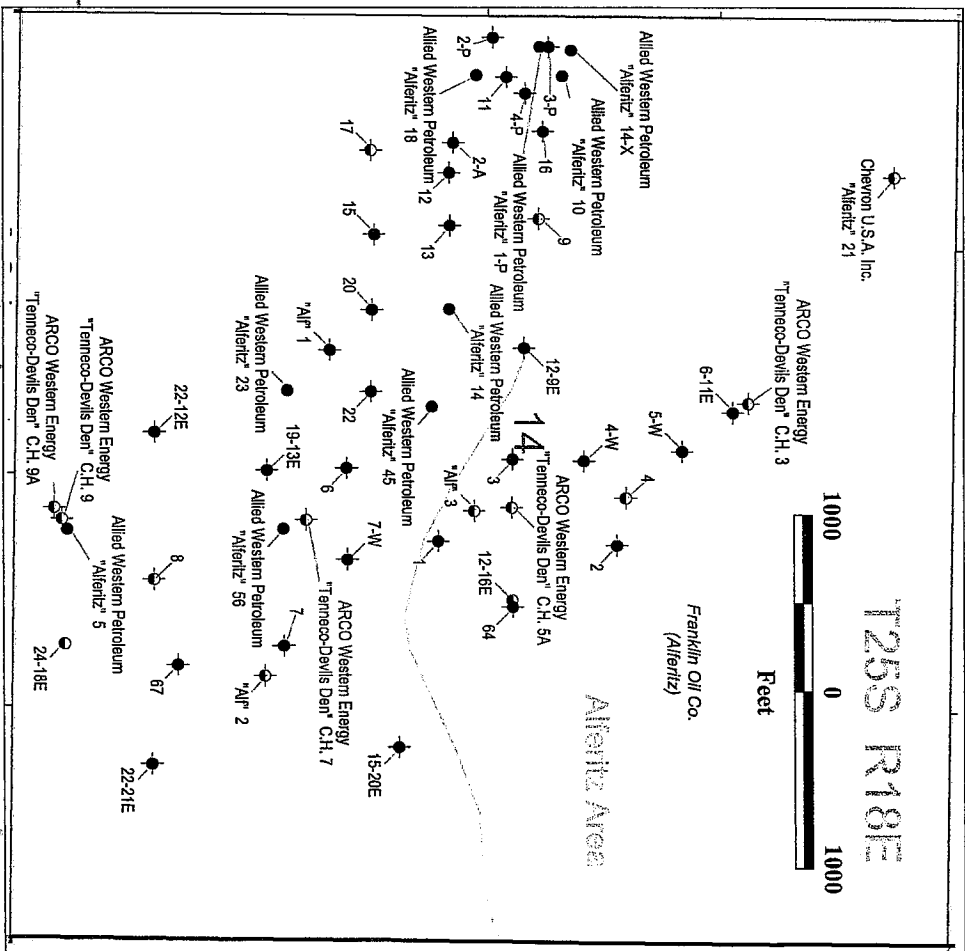 T25S R18E
1000 0 1000
Feet
Alferitz Area
Franklin Oil Co.
(Alferitz)
Chevron U.S.A. Inc.
"Alferitz" 21
ARCO Western Energy
"Tenneco-Devils Den" C.H. 3
6-11E
5-W
4
4-W
2
Allied Western Petroleum
"Alferitz" 14-X
Allied Western Petroleum
"Alferitz" 10
3-P
16
9
Allied Western Petroleum
"Alferitz" 1-P
4-P
11
2-P
Allied Western Petroleum
"Alferitz" 18
12-9E
14
3
ARCO Western Energy
"Tenneco-Devils Den" C.H. 5A
12-16E
64
Allied Western Petroleum
"Alferitz" 14
"Alf" 3
1
2-A
12
13
Allied Western Petroleum
"Alferitz" 45
15-20E
17
15
20
22
"Alf" 1
6
7-W
ARCO Western Energy
"Tenneco-Devils Den" C.H. 7
7
"Alf" 2
Allied Western Petroleum
"Alferitz" 23
19-13E
Allied Western Petroleum
"Alferitz" 56
22-12E
8
67
22-21E
ARCO Western Energy
"Tenneco-Devils Den" C.H. 9
ARCO Western Energy
"Tenneco-Devils Den" C.H. 9A
Allied Western Petroleum
"Alferitz" 5
24-18E